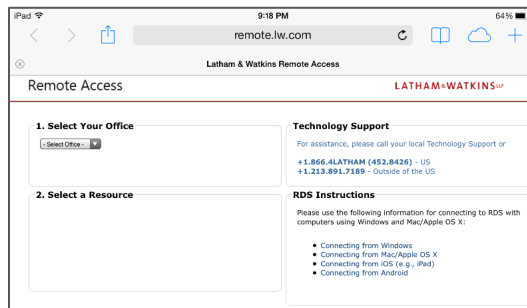 iPad 9:18 PM 64%
remote.lw.com
Latham & Watkins Remote Access
Remote Access
LATHAM&WATKINS LLP
1. Select Your Office
- Select Office -
2. Select a Resource
Technology Support
For assistance, please call your local Technology Support or
+1.866.4LATHAM (452.8426) - US
+1.213.891.7189 - Outside of the US
RDS Instructions
Please use the following information for connecting to RDS with
computers using Windows and Mac/Apple OS X:
Connecting from Windows
Connecting from Mac/Apple OS X
Connecting from iOS (e.g., iPad)
Connecting from Android